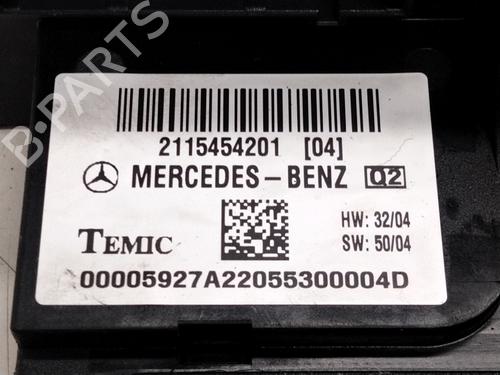 B-PARTS
2115454201 [04]
MERCEDES-BENZ Q2
HW: 32/04
TEMIC SW: 50/04
00005927A22055300004D